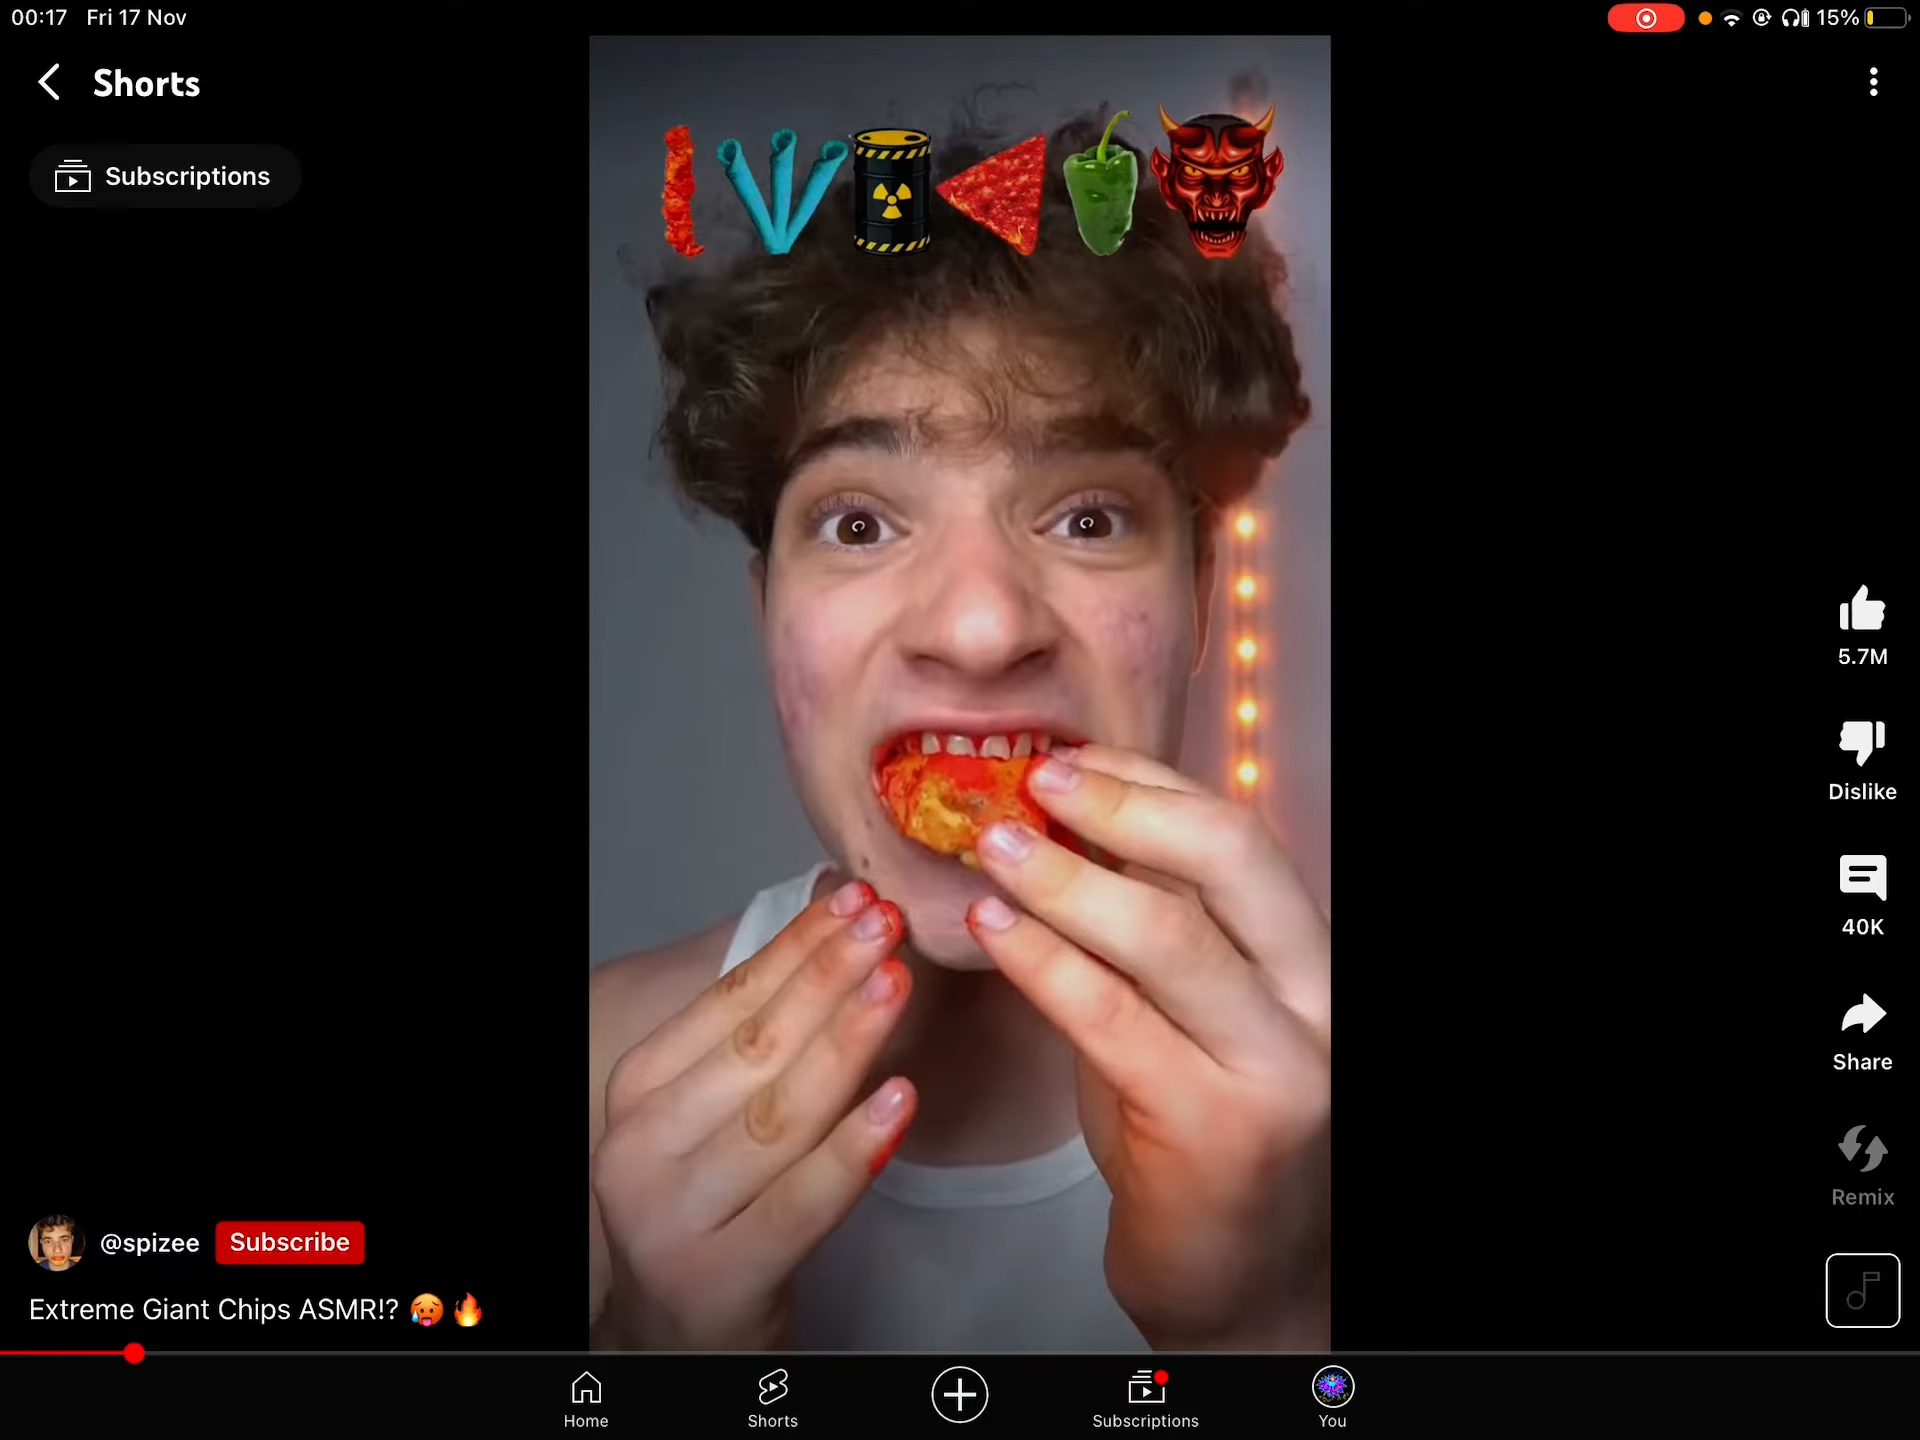 00:17 Fri 17 Nov
15%
Shorts
Subscriptions
5.7M
Dislike
40K
Share
Remix
@spizee Subscribe
Extreme Giant Chips ASMR!? 🥵🔥
Home Shorts Subscriptions You